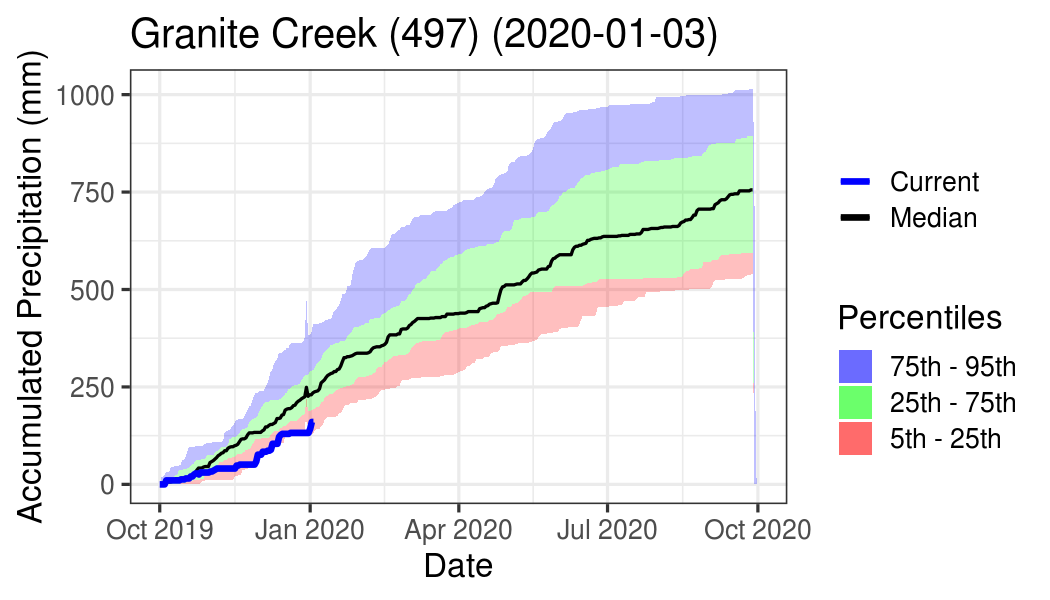 Granite Creek (497) (2020-01-03)
Accumulated Precipitation (mm)
1000
750
500
250
0
Oct 2019
Jan 2020
Apr 2020
Jul 2020
Oct 2020
Date
Current
Median
Percentiles
75th - 95th
25th - 75th
5th - 25th